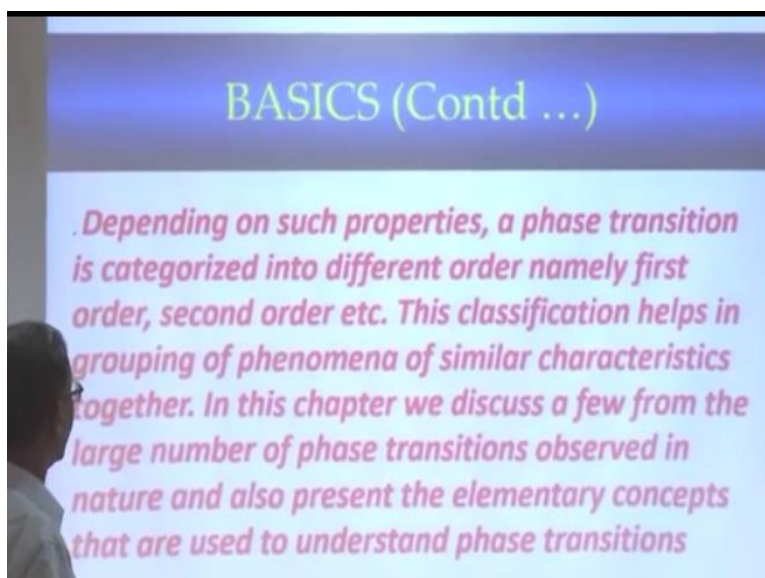 BASICS (Contd ...)
. Depending on such properties, a phase transition
is categorized into different order namely first
order, second order etc. This classification helps in
grouping of phenomena of similar characteristics
together. In this chapter we discuss a few from the
large number of phase transitions observed in
nature and also present the elementary concepts
that are used to understand phase transitions